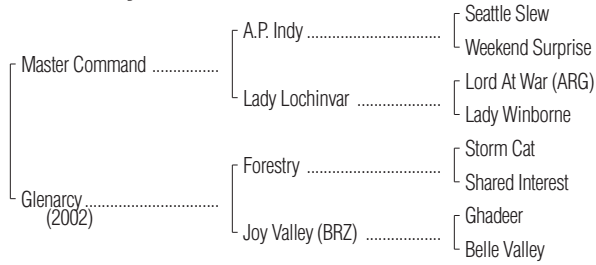 Seattle Slew
A.P. Indy ..........................
Weekend Surprise
Master Command ................
Lord At War (ARG)
Lady Lochinvar ....................
Lady Winborne
Storm Cat
Forestry ..........................
Shared Interest
Glenarcy................................
(2002)
Ghadeer
Joy Valley (BRZ) ..................
Belle Valley